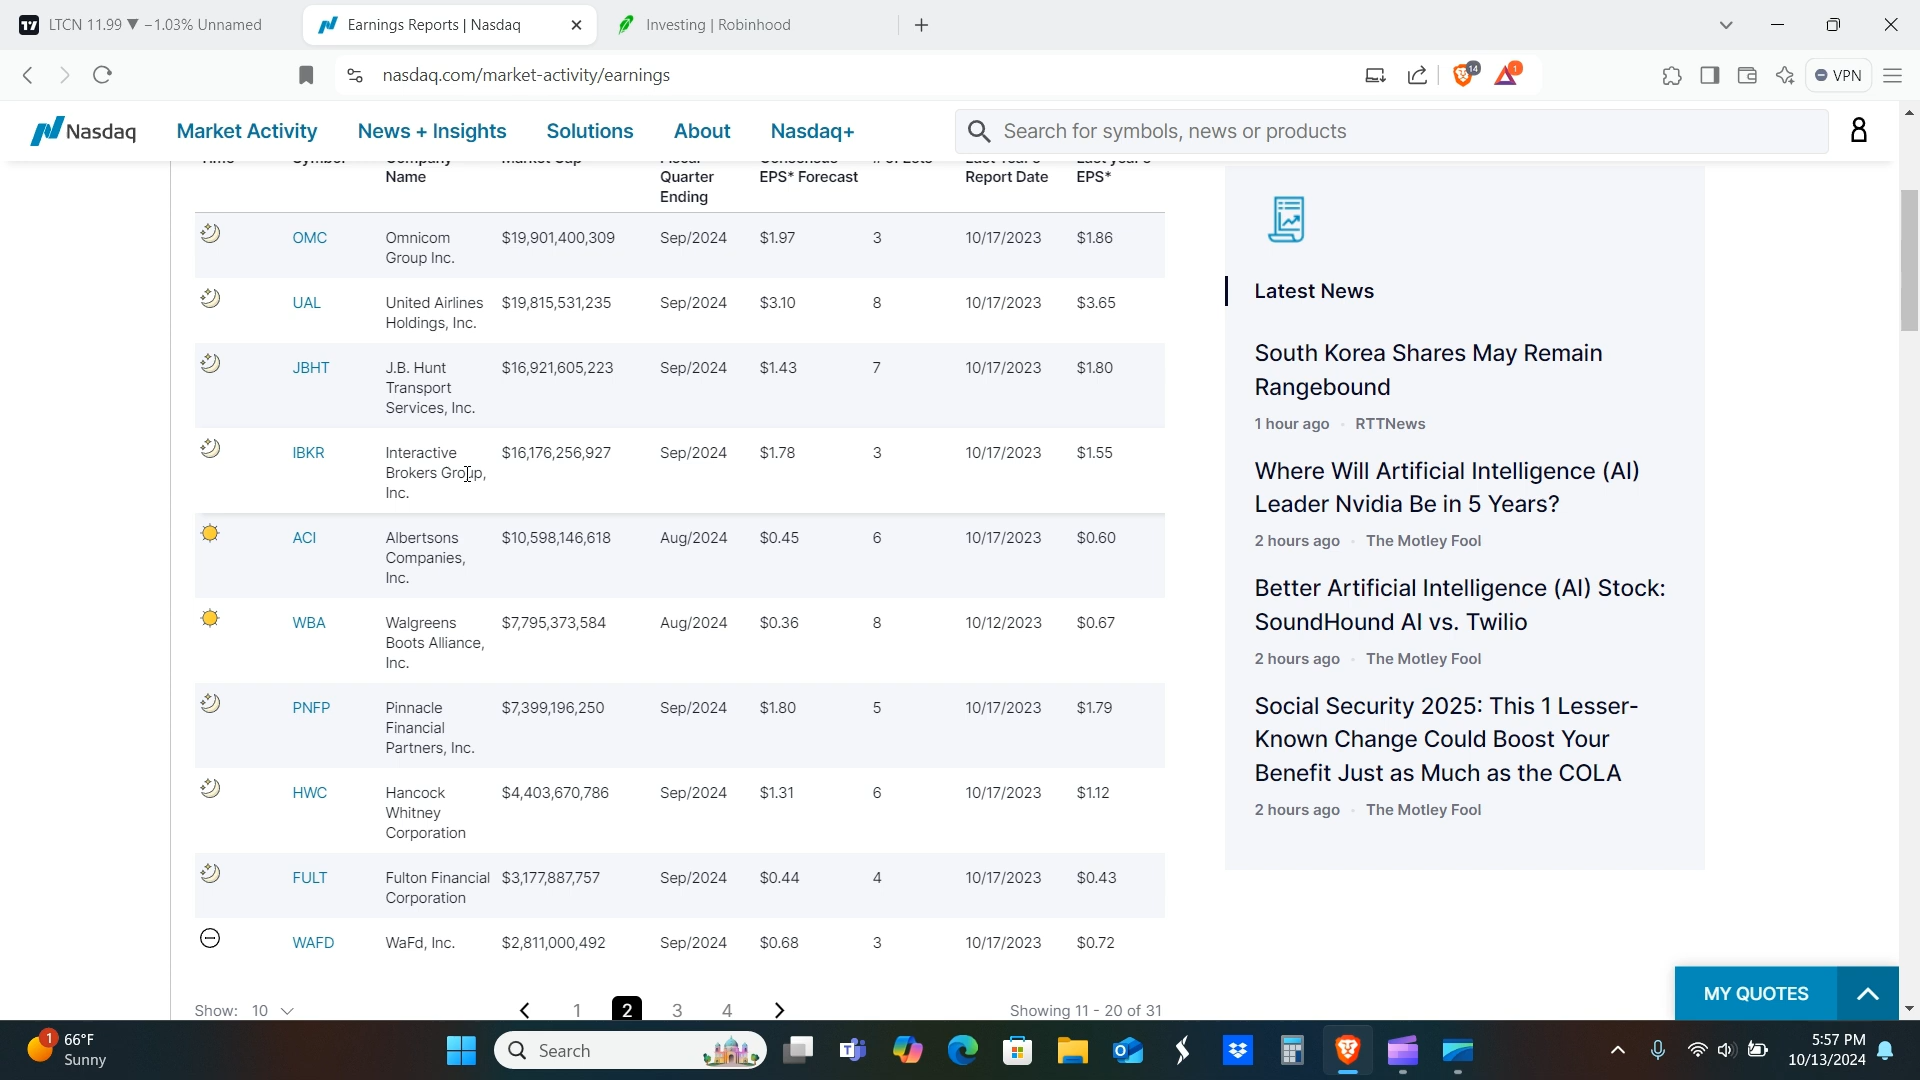 LTCN 11.99 ▼ −1.03% Unnamed
Earnings Reports | Nasdaq
Investing | Robinhood
nasdaq.com/market-activity/earnings
14
1
VPN
Nasdaq
Market Activity
News + Insights
Solutions
About
Nasdaq+
Search for symbols, news or products
Name
Quarter
Ending
EPS* Forecast
Report Date
EPS*
OMC Omnicom $19,901,400,309 Sep/2024 $1.97 3 10/17/2023 $1.86
Group Inc.
UAL United Airlines $19,815,531,235 Sep/2024 $3.10 8 10/17/2023 $3.65
Holdings, Inc.
JBHT J.B. Hunt $16,921,605,223 Sep/2024 $1.43 7 10/17/2023 $1.80
Transport
Services, Inc.
IBKR Interactive $16,176,256,927 Sep/2024 $1.78 3 10/17/2023 $1.55
Brokers Group,
Inc.
ACI Albertsons $10,598,146,618 Aug/2024 $0.45 6 10/17/2023 $0.60
Companies,
Inc.
WBA Walgreens $7,795,373,584 Aug/2024 $0.36 8 10/12/2023 $0.67
Boots Alliance,
Inc.
PNFP Pinnacle $7,399,196,250 Sep/2024 $1.80 5 10/17/2023 $1.79
Financial
Partners, Inc.
HWC Hancock $4,403,670,786 Sep/2024 $1.31 6 10/17/2023 $1.12
Whitney
Corporation
FULT Fulton Financial $3,177,887,757 Sep/2024 $0.44 4 10/17/2023 $0.43
Corporation
WAFD WaFd, Inc. $2,811,000,492 Sep/2024 $0.68 3 10/17/2023 $0.72
Show: 10
1 2 3 4
Showing 11 - 20 of 31
Latest News
South Korea Shares May Remain
Rangebound
1 hour ago RTTNews
Where Will Artificial Intelligence (AI)
Leader Nvidia Be in 5 Years?
2 hours ago The Motley Fool
Better Artificial Intelligence (AI) Stock:
SoundHound AI vs. Twilio
2 hours ago The Motley Fool
Social Security 2025: This 1 Lesser-
Known Change Could Boost Your
Benefit Just as Much as the COLA
2 hours ago The Motley Fool
MY QUOTES
1
66°F
Sunny
Search
5:57 PM
10/13/2024